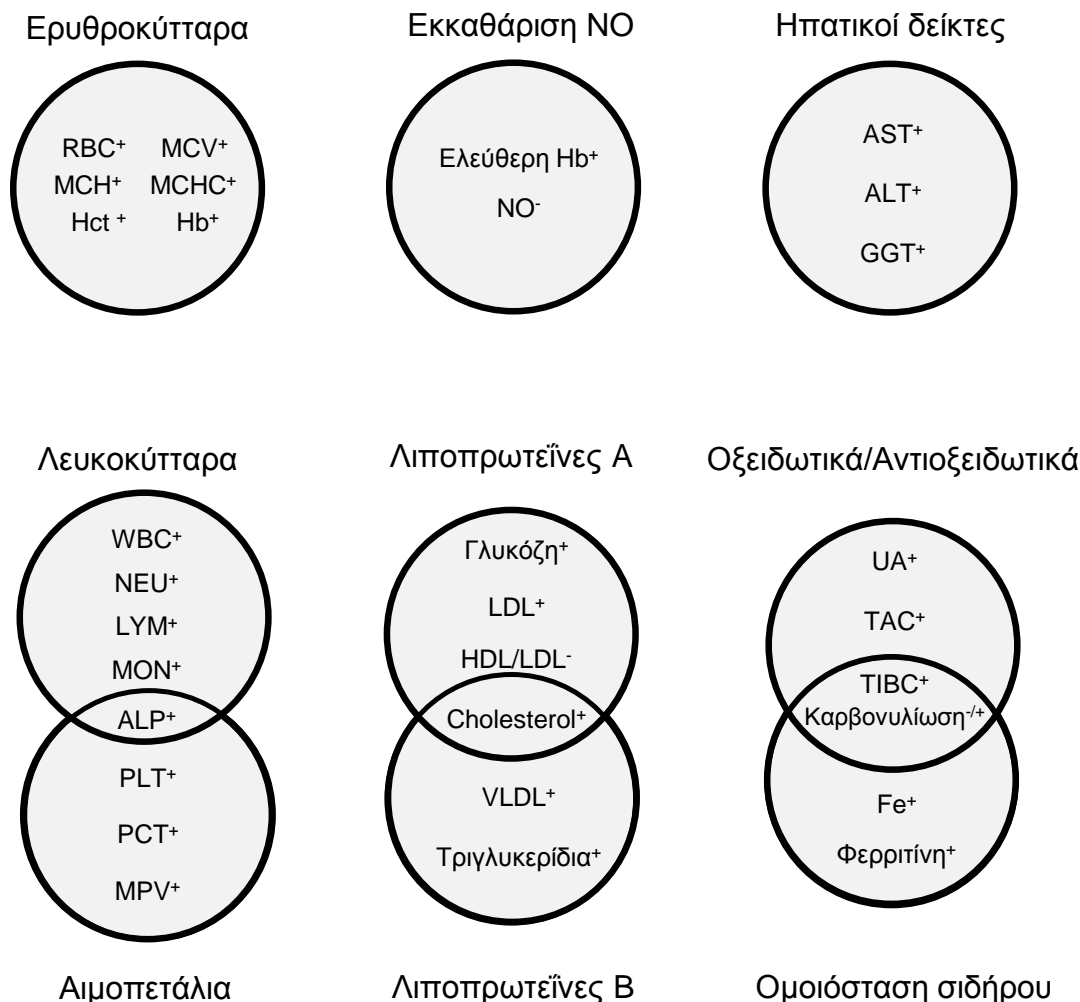 Ερυθροκύτταρα
Εκκαθάριση ΝΟ
Ηπατικοί δείκτες
RBC⁺ MCV⁺
MCH⁺ MCHC⁺
Hct ⁺ Hb⁺
Ελεύθερη Hb⁺
NO⁻
AST⁺
ALT⁺
GGT⁺
Λευκοκύτταρα
Λιποπρωτεΐνες Α
Οξειδωτικά/Αντιοξειδωτικά
WBC⁺
NEU⁺
LYM⁺
MON⁺
ALP⁺
PLT⁺
PCT⁺
MPV⁺
Γλυκόζη⁺
LDL⁺
HDL/LDL⁻
Cholesterol⁺
VLDL⁺
Τριγλυκερίδια⁺
UA⁺
TAC⁺
TIBC⁺
Καρβονυλίωση⁻/⁺
Fe⁺
Φερριτίνη⁺
Αιμοπετάλια
Λιποπρωτεΐνες Β
Ομοιόσταση σιδήρου